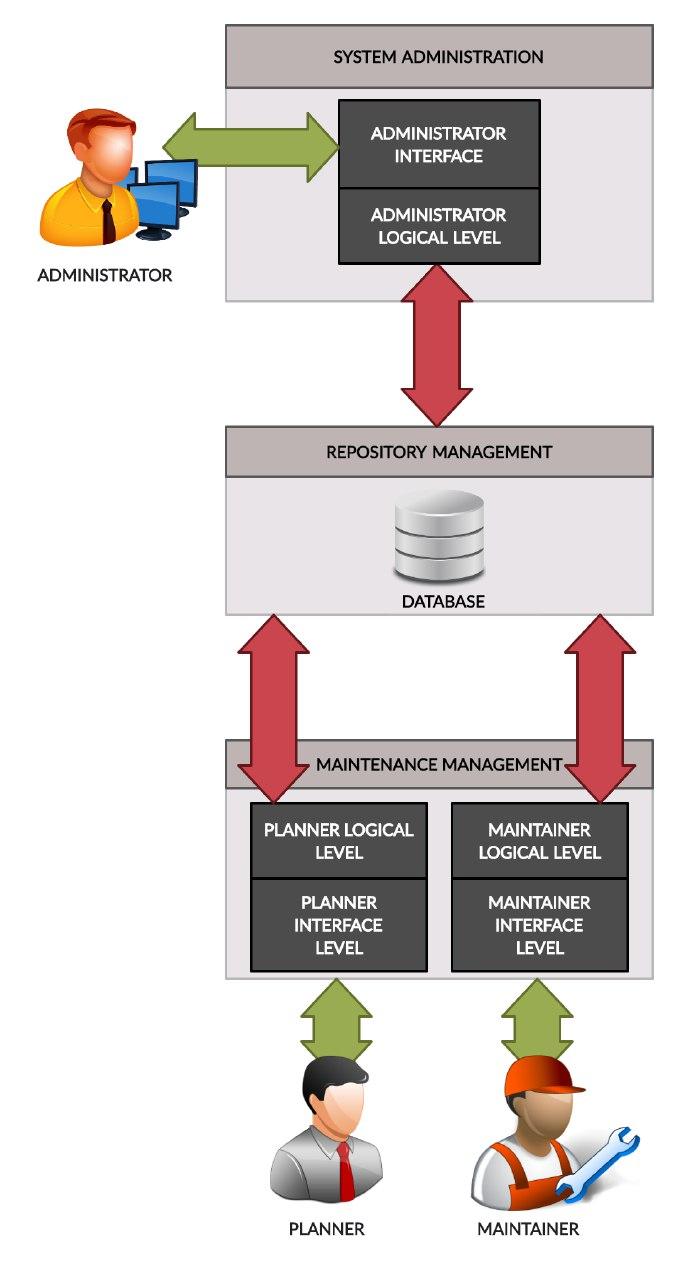 SYSTEM ADMINISTRATION
ADMINISTRATOR
INTERFACE
ADMINISTRATOR
LOGICAL LEVEL
ADMINISTRATOR
REPOSITORY MANAGEMENT
DATABASE
MAINTENANCE MANAGEMENT
PLANNER LOGICAL
LEVEL
PLANNER
INTERFACE
LEVEL
MAINTAINER
LOGICAL LEVEL
MAINTAINER
INTERFACE
LEVEL
PLANNER
MAINTAINER